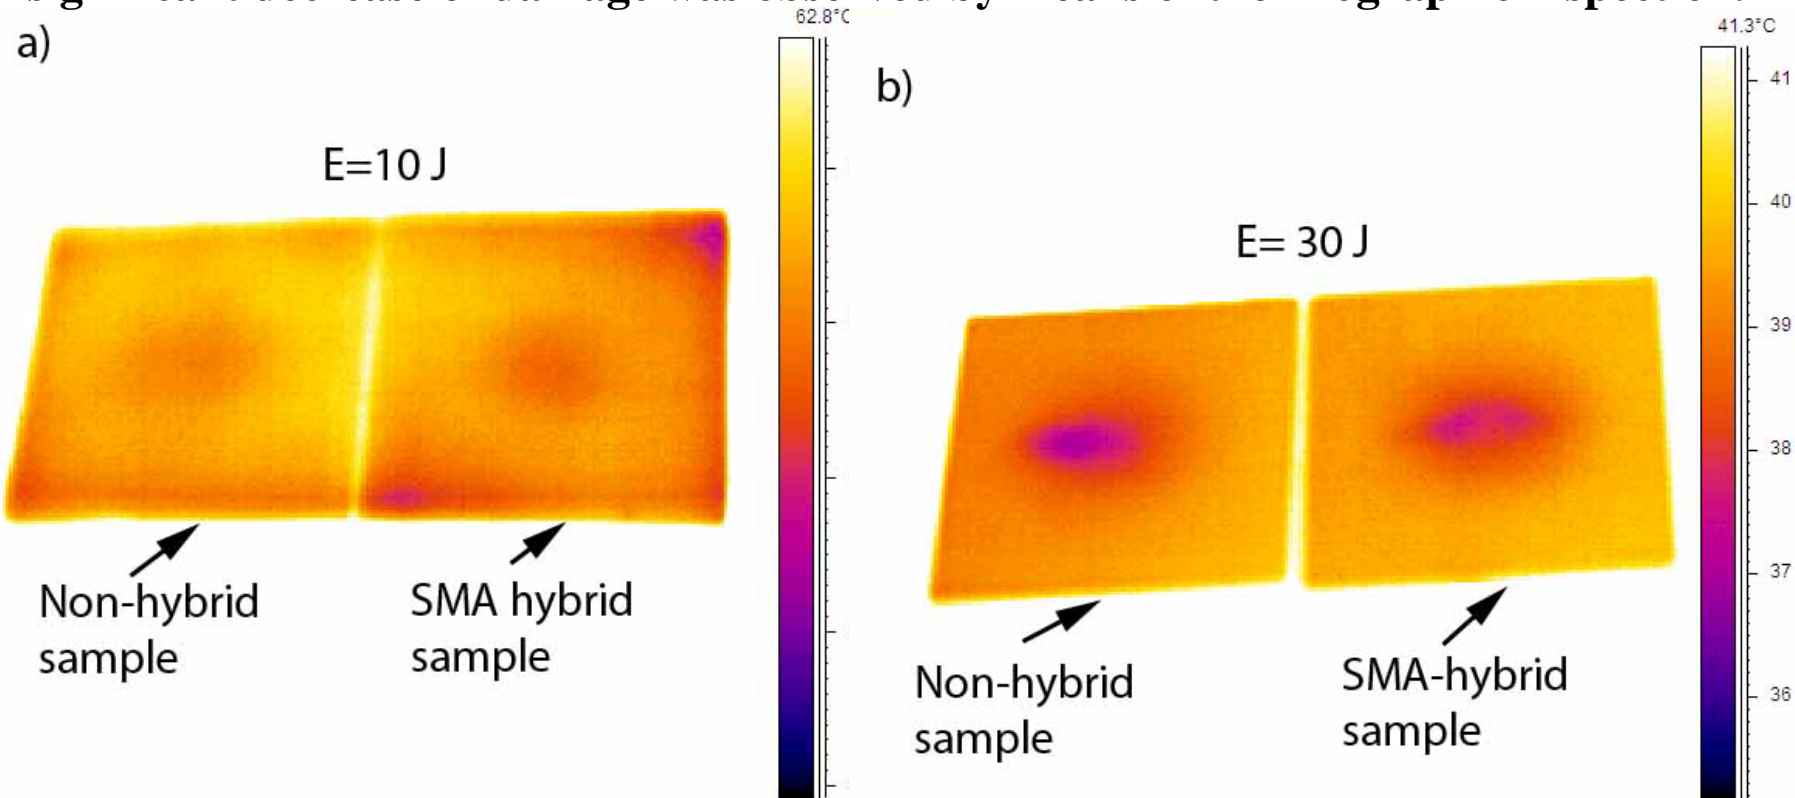 62.8°C
a)
E=10 J
Non-hybrid
sample
SMA hybrid
sample
41.3°C
b)
E= 30 J
41
40
39
38
37
36
Non-hybrid
sample
SMA-hybrid
sample